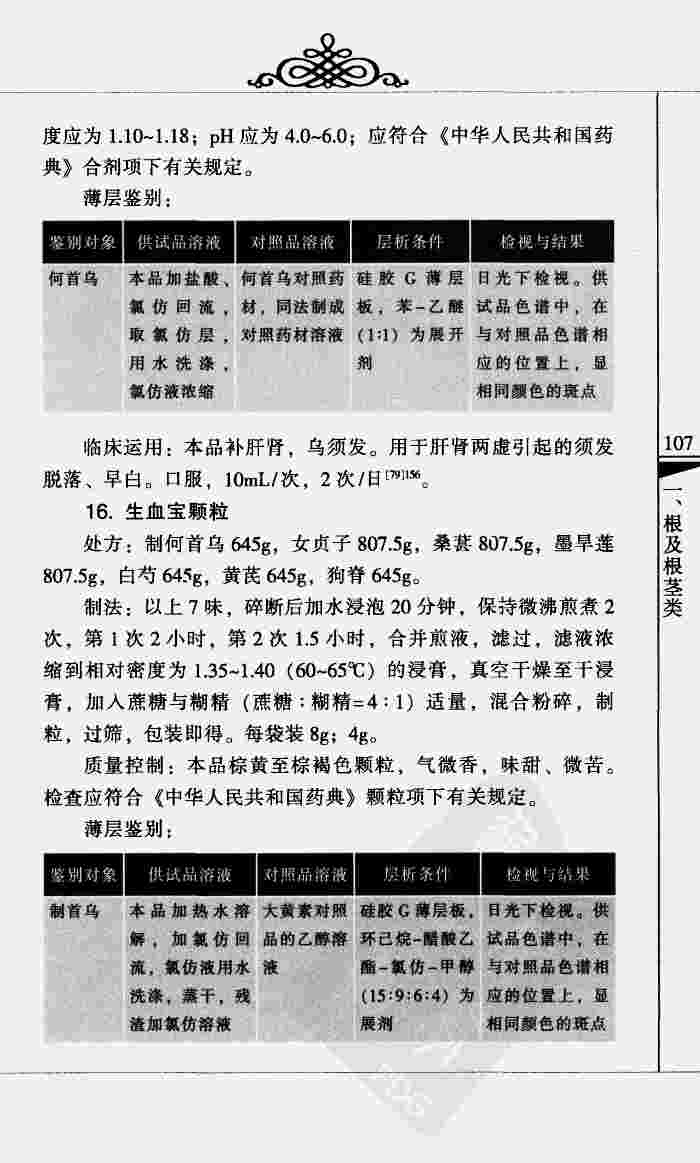 度应为 1.10~1.18；pH 应为 4.0~6.0；应符合《中华人民共和国药
典》合剂项下有关规定。
薄层鉴别：
鉴别对象 供试品溶液 对照品溶液 层析条件 检视与结果
何首乌 本品加盐酸、 何首乌对照药 硅胶 G 薄层 日光下检视。供
氯仿回流， 材，同法制成 板，苯-乙醚 试品色谱中，在
取氯仿层， 对照药材溶液 (1:1) 为展开 与对照品色谱相
用水洗涤， 剂 应的位置上，显
氯仿液浓缩 相同颜色的斑点
临床运用：本品补肝肾，乌须发。用于肝肾两虚引起的须发
脱落、早白。口服，10mL/次，2 次/日[79]156。
16. 生血宝颗粒
处方：制何首乌 645g，女贞子 807.5g，桑葚 807.5g，墨旱莲
807.5g，白芍 645g，黄芪 645g，狗脊 645g。
制法：以上 7 味，碎断后加水浸泡 20 分钟，保持微沸煎煮 2
次，第 1 次 2 小时，第 2 次 1.5 小时，合并煎液，滤过，滤液浓
缩到相对密度为 1.35~1.40（60~65℃）的浸膏，真空干燥至干浸
膏，加入蔗糖与糊精（蔗糖：糊精=4：1）适量，混合粉碎，制
粒，过筛，包装即得。每袋装 8g；4g。
质量控制：本品棕黄至棕褐色颗粒，气微香，味甜、微苦。
检查应符合《中华人民共和国药典》颗粒项下有关规定。
薄层鉴别：
鉴别对象 供试品溶液 对照品溶液 层析条件 检视与结果
制首乌 本品加热水溶 大黄素对照 硅胶 G 薄层板， 日光下检视。供
解，加氯仿回 品的乙醇溶 环己烷-醋酸乙 试品色谱中，在
流，氯仿液用水 液 酯-氯仿-甲醇 与对照品色谱相
洗涤，蒸干，残 (15:9:6:4) 为 应的位置上，显
渣加氯仿溶液 展剂 相同颜色的斑点
107
一、根及根茎类